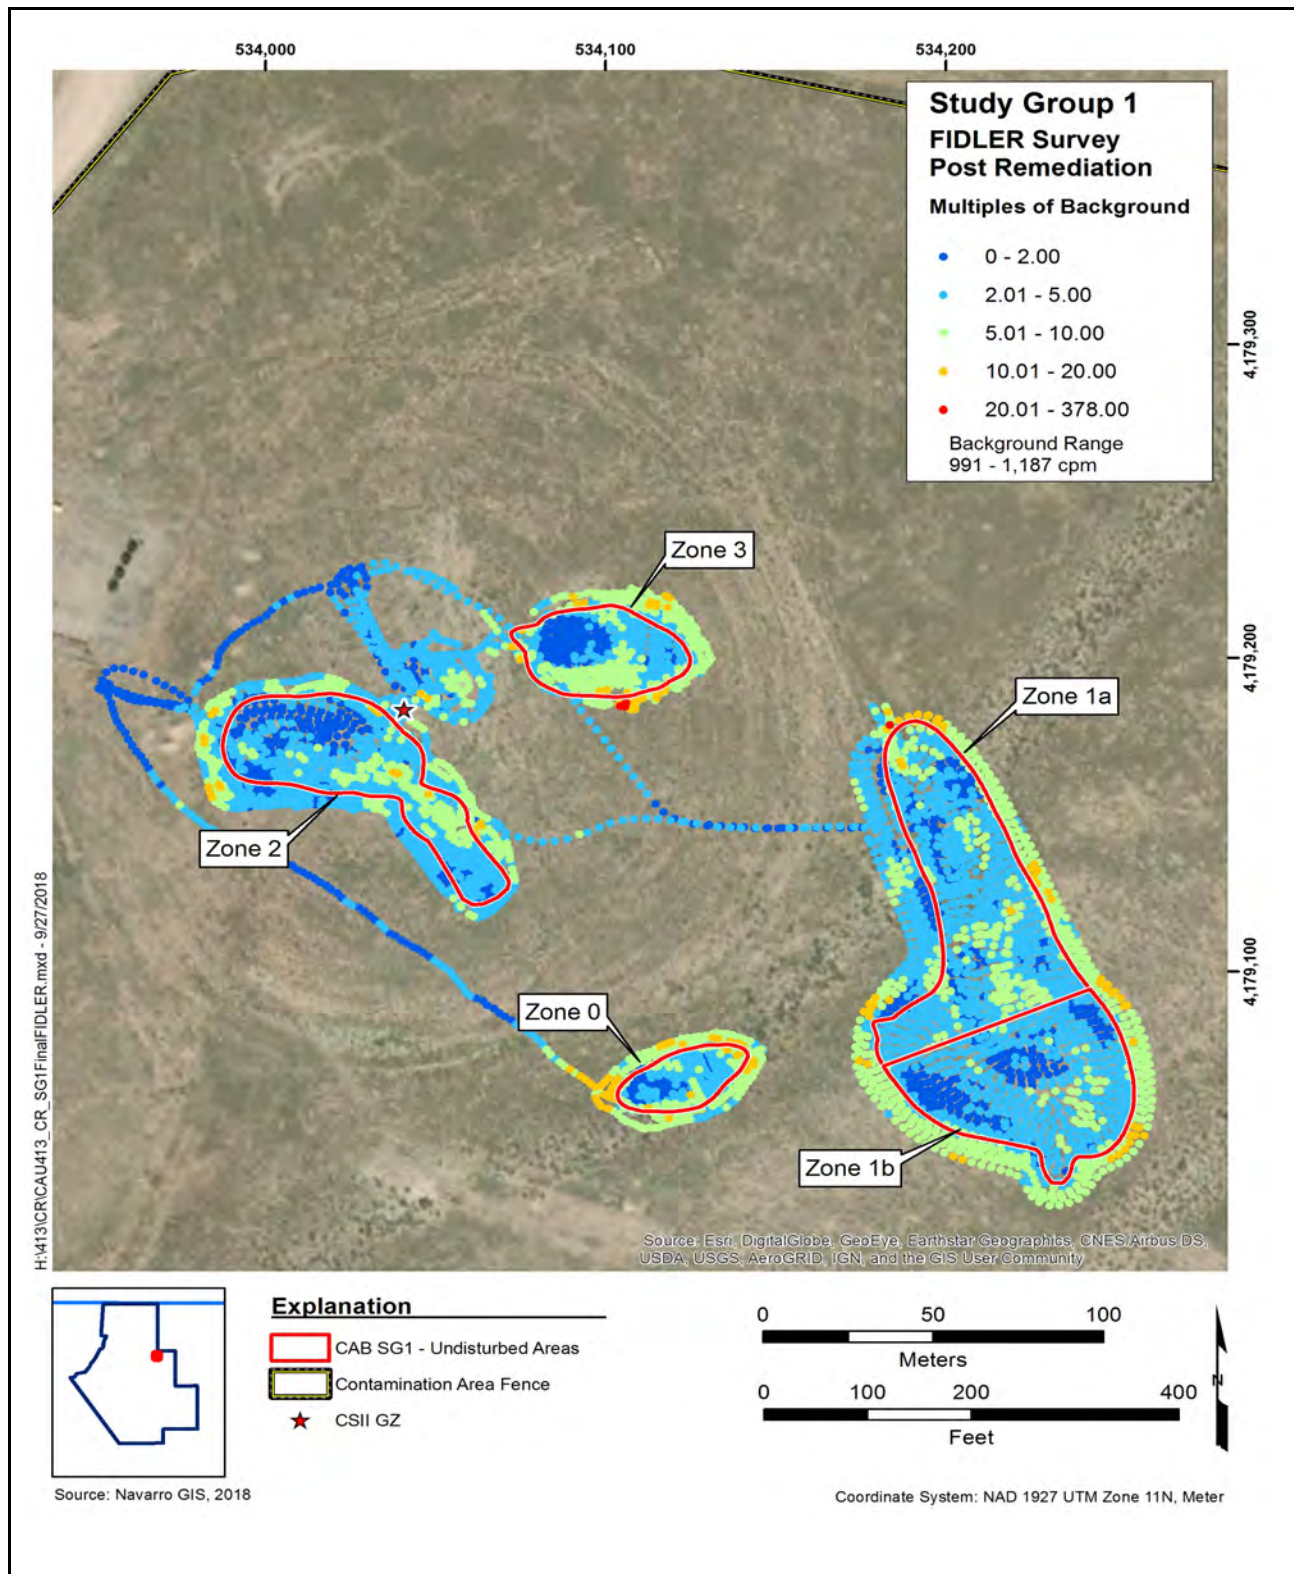 534,000
534,100
534,200
Study Group 1
FIDLER Survey
Post Remediation
Multiples of Background
0 - 2.00
2.01 - 5.00
5.01 - 10.00
10.01 - 20.00
20.01 - 378.00
Background Range
991 - 1,187 cpm
4,179,300
Zone 3
4,179,200
Zone 1a
Zone 2
4,179,100
Zone 0
Zone 1b
H:\413\CR\CAU413_CR_SG1FinalFIDLER.mxd - 9/27/2018
Source: Esri, DigitalGlobe, GeoEye, Earthstar Geographics, CNES/Airbus DS,
USDA, USGS, AeroGRID, IGN, and the GIS User Community
Explanation
CAB SG1 - Undisturbed Areas
Contamination Area Fence
CSII GZ
0 50 100
Meters
0 100 200 400
Feet
N
Source: Navarro GIS, 2018
Coordinate System: NAD 1927 UTM Zone 11N, Meter